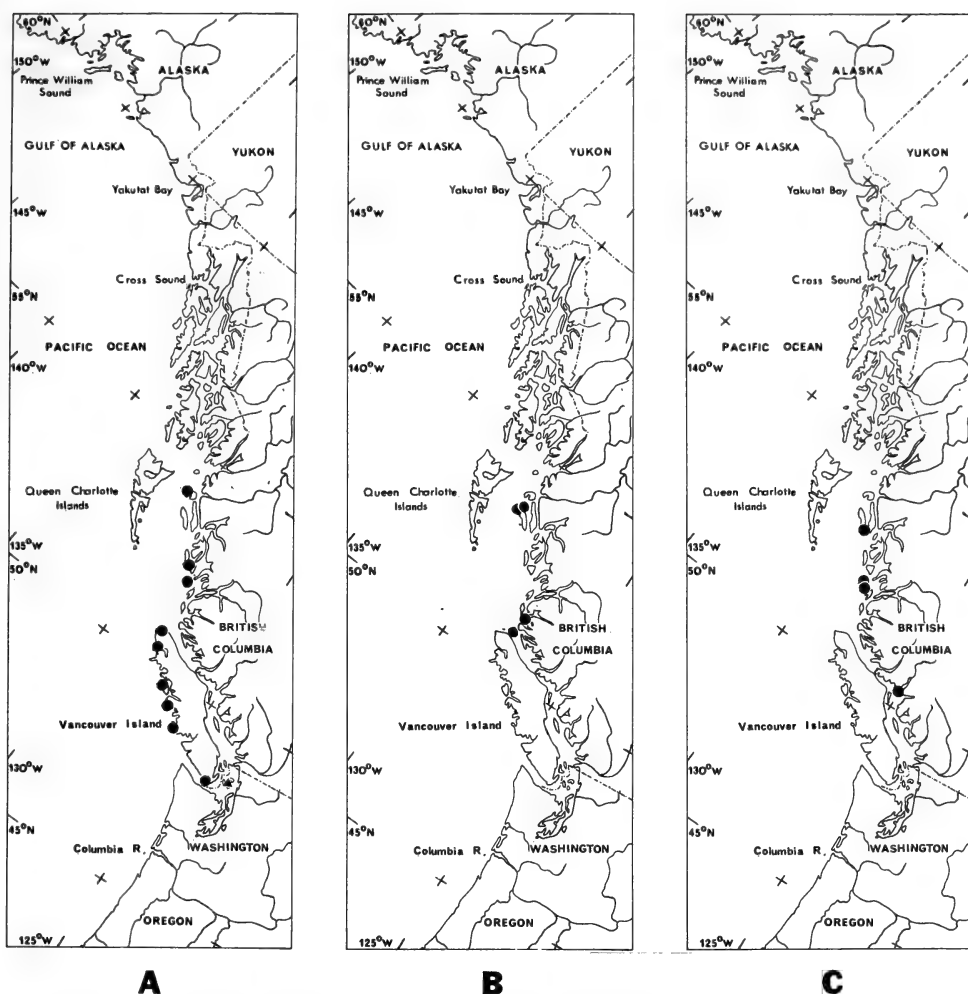 60°N
150°W
ALASKA
Prince William
Sound
GULF OF ALASKA
YUKON
Yakutat Bay
145°W
Cross Sound
55°N
PACIFIC OCEAN
140°W
Queen Charlotte
Islands
135°W
50°N
BRITISH
COLUMBIA
Vancouver Island
130°W
45°N
Columbia R.
WASHINGTON
OREGON
125°W
A
60°N
150°W
ALASKA
Prince William
Sound
GULF OF ALASKA
YUKON
Yakutat Bay
145°W
Cross Sound
55°N
PACIFIC OCEAN
140°W
Queen Charlotte
Islands
135°W
50°N
BRITISH
COLUMBIA
Vancouver Island
130°W
45°N
Columbia R.
WASHINGTON
OREGON
125°W
B
60°N
150°W
ALASKA
Prince William
Sound
GULF OF ALASKA
YUKON
Yakutat Bay
145°W
Cross Sound
55°N
PACIFIC OCEAN
140°W
Queen Charlotte
Islands
135°W
50°N
BRITISH
COLUMBIA
Vancouver Island
130°W
45°N
Columbia R.
WASHINGTON
OREGON
125°W
C